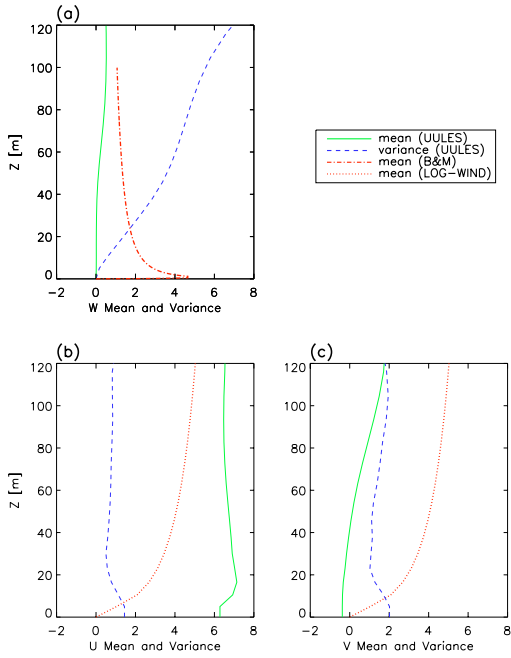 (a)
120
100
80
60
40
20
0
Z [m]
-2 0 2 4 6 8
W Mean and Variance
mean (UULES)
variance (UULES)
mean (B&M)
mean (LOG-WIND)
(b)
120
100
80
60
40
20
0
Z [m]
-2 0 2 4 6 8
U Mean and Variance
(c)
120
100
80
60
40
20
0
-2 0 2 4 6 8
V Mean and Variance